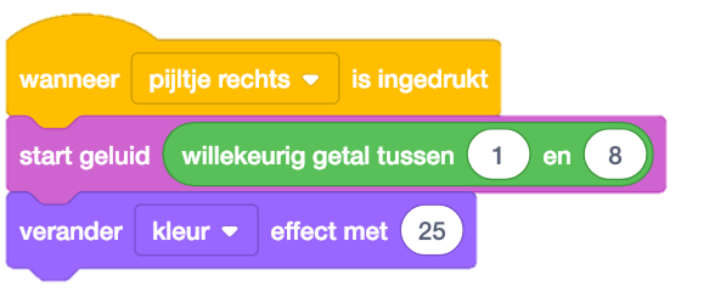 wanneer pijltje rechts is ingedrukt
start geluid willekeurig getal tussen 1 en 8
verander kleur effect met 25